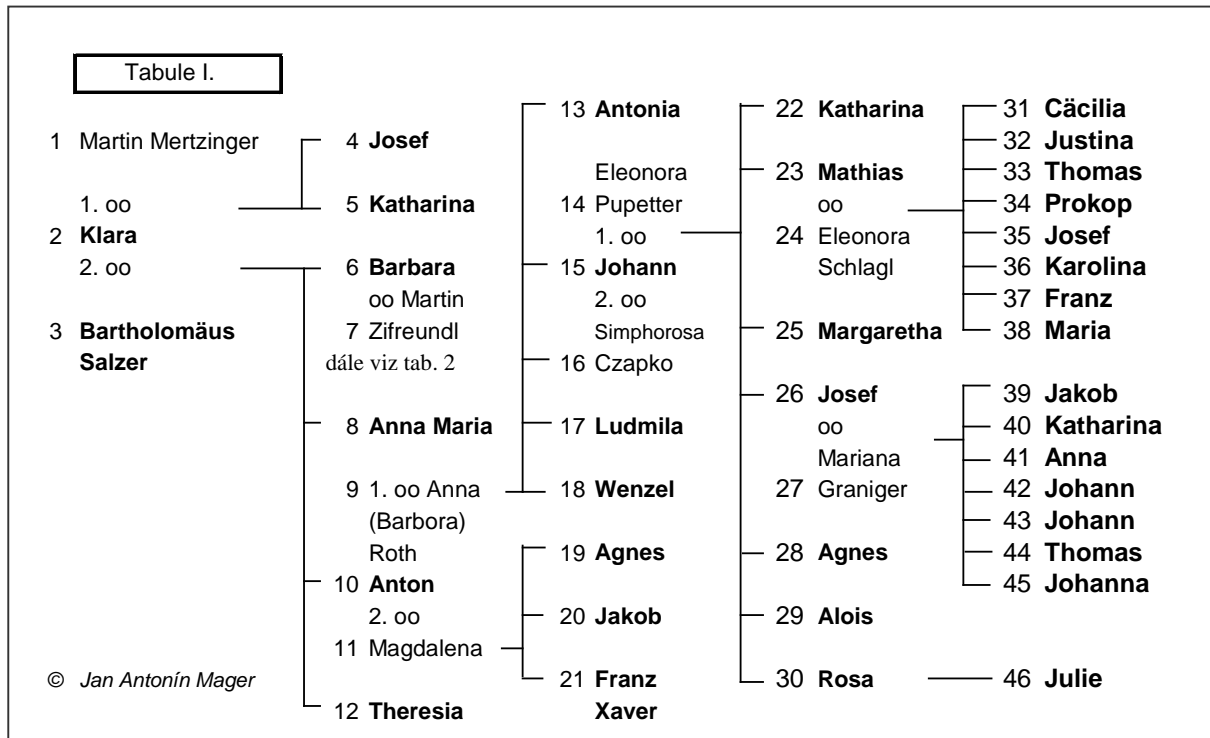 Tabule I.
1 Martin Mertzinger
1. oo
2 Klara
2. oo
3 Bartholomäus
Salzer
© Jan Antonín Mager
4 Josef
5 Katharina
6 Barbara
oo Martin
7 Zifreundl
dále viz tab. 2
8 Anna Maria
9 1. oo Anna
(Barbora)
Roth
10 Anton
2. oo
11 Magdalena
12 Theresia
13 Antonia
Eleonora
14 Pupetter
1. oo
15 Johann
2. oo
Simphorosa
16 Czapko
17 Ludmila
18 Wenzel
19 Agnes
20 Jakob
21 Franz
Xaver
22 Katharina
23 Mathias
oo
24 Eleonora
Schlagl
25 Margaretha
26 Josef
oo
Mariana
27 Graniger
28 Agnes
29 Alois
30 Rosa
31 Cäcilia
32 Justina
33 Thomas
34 Prokop
35 Josef
36 Karolina
37 Franz
38 Maria
39 Jakob
40 Katharina
41 Anna
42 Johann
43 Johann
44 Thomas
45 Johanna
46 Julie